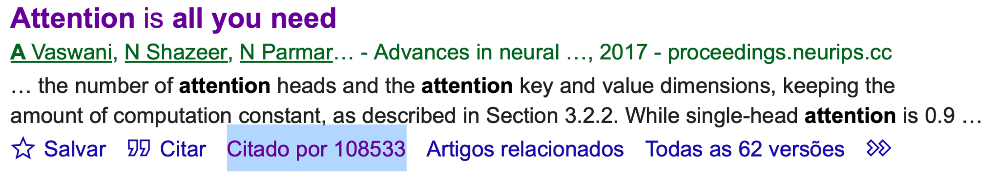 Attention is all you need
A Vaswani, N Shazeer, N Parmar… - Advances in neural …, 2017 - proceedings.neurips.cc
… the number of attention heads and the attention key and value dimensions, keeping the
amount of computation constant, as described in Section 3.2.2. While single-head attention is 0.9 …
Salvar Citar Citado por 108533 Artigos relacionados Todas as 62 versões